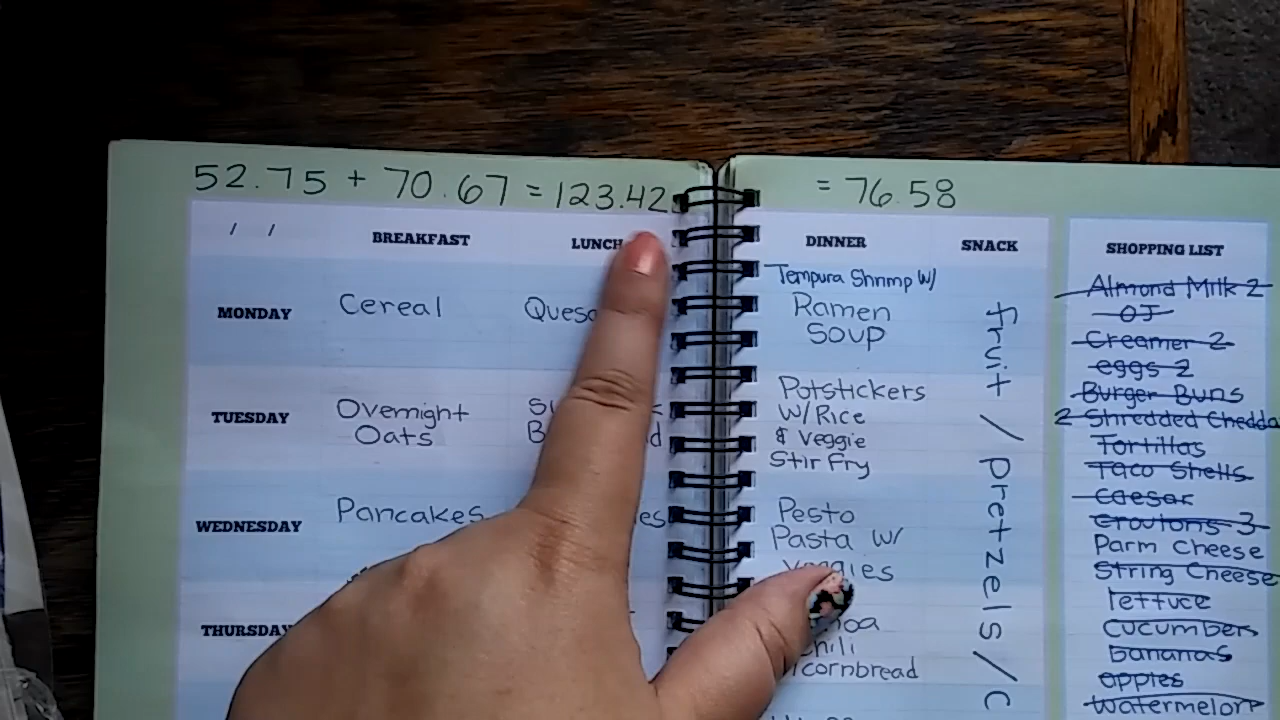 52.75 + 70.67 = 123.42 = 76.58
BREAKFAST LUNCH DINNER SNACK SHOPPING LIST
MONDAY
Cereal
Tempura Shrimp W/
Ramen
Soup
TUESDAY
Overnight
Oats
Potstickers
W/Rice
& Veggie
Stir Fry
WEDNESDAY
Pancakes
Pesto
Pasta w/
veggies
THURSDAY
chili
cornbread
fruit / Pretzels / C
Almond Milk 2
OJ
Creamer 2
eggs 2
Burger Buns
2 Shredded Chedda
Tortillas
Taco Shells
Caesar
Croutons 3
Parm Cheese
String Cheese
lettuce
Cucumbers
bananas
apples
Watermelon